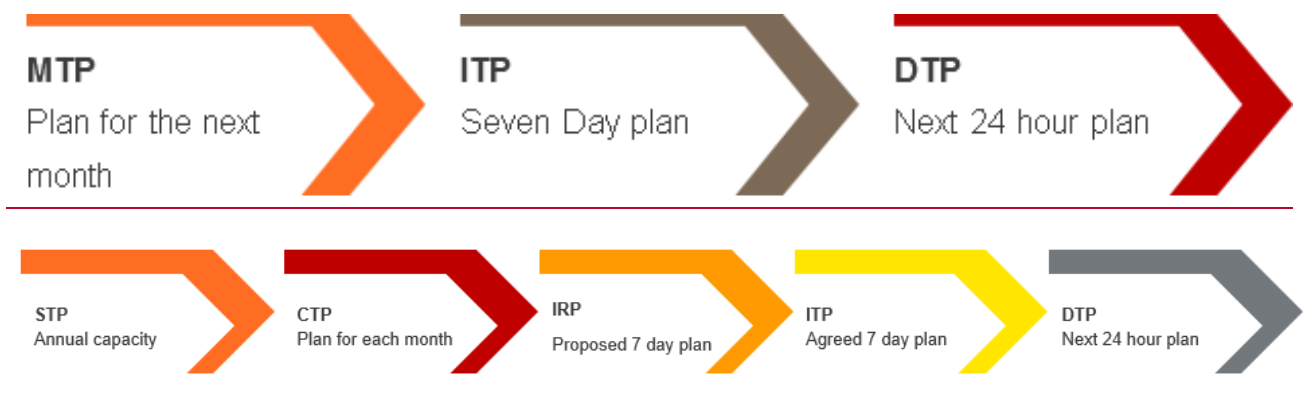 MTP
Plan for the next
month
ITP
Seven Day plan
DTP
Next 24 hour plan
STP
Annual capacity
CTP
Plan for each month
IRP
Proposed 7 day plan
ITP
Agreed 7 day plan
DTP
Next 24 hour plan